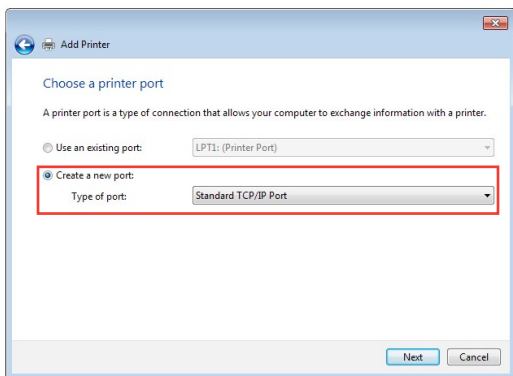 Add Printer
Choose a printer port
A printer port is a type of connection that allows your computer to exchange information with a printer.
Use an existing port: LPT1: (Printer Port)
Create a new port:
Type of port: Standard TCP/IP Port
Next Cancel